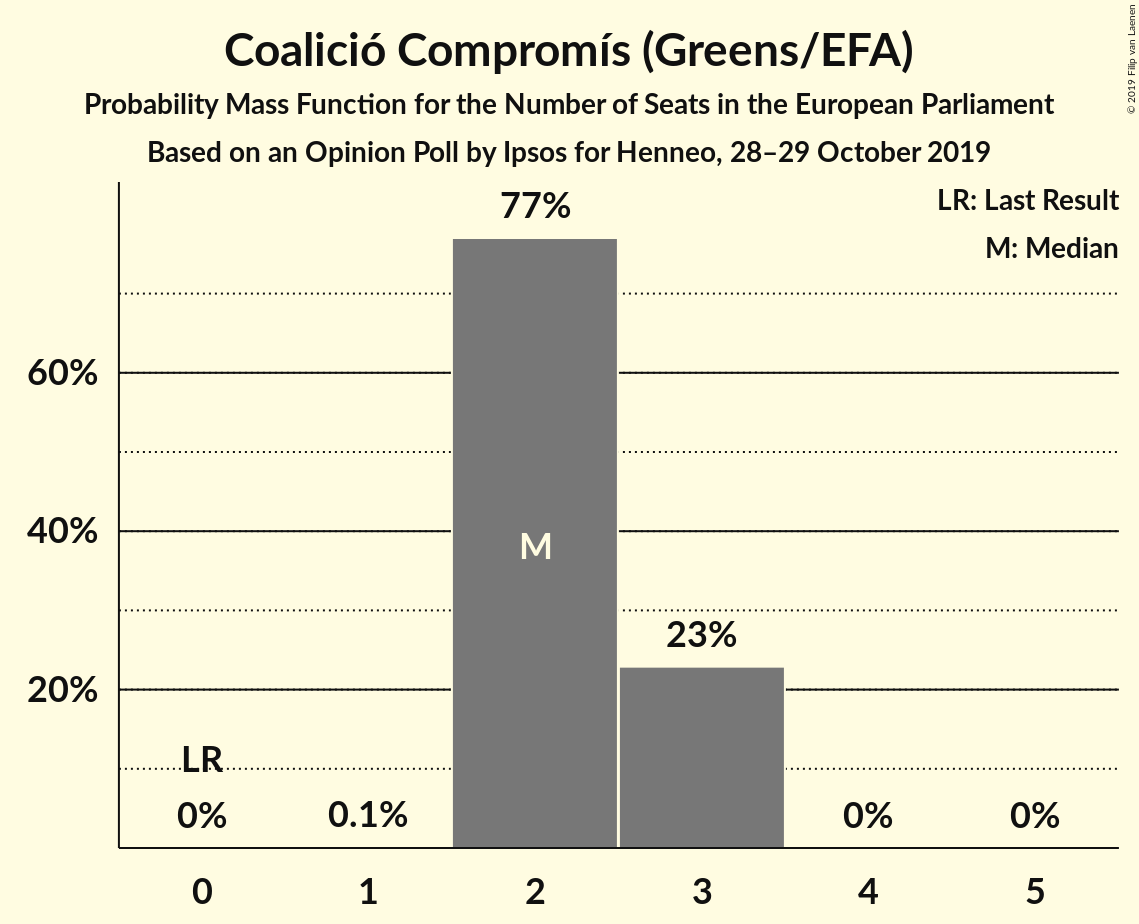 Coalició Compromís (Greens/EFA)
Probability Mass Function for the Number of Seats in the European Parliament
Based on an Opinion Poll by Ipsos for Henneo, 28–29 October 2019
© 2019 Filip van Laenen
LR: Last Result
M: Median
77%
60%
40%
M
23%
20%
LR
0%
0.1%
0%
0%
0
1
2
3
4
5